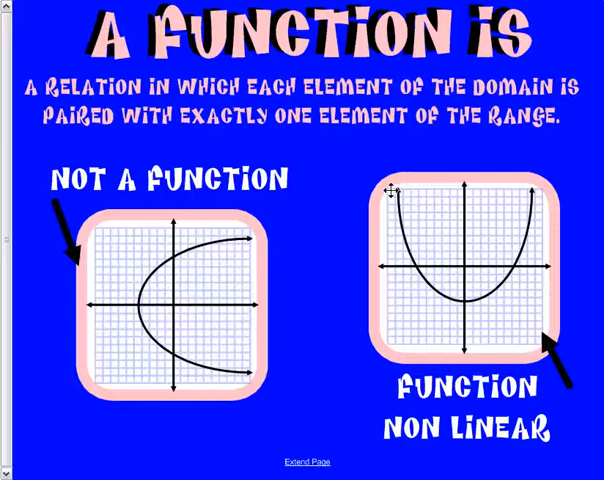 A FUNCTION IS
A RELATION IN WHICH EACH ELEMENT OF THE DOMAIN IS
PAIRED WITH EXACTLY ONE ELEMENT OF THE RANGE.
NOT A FUNCTION
FUNCTION
NON LINEAR
Extend Page